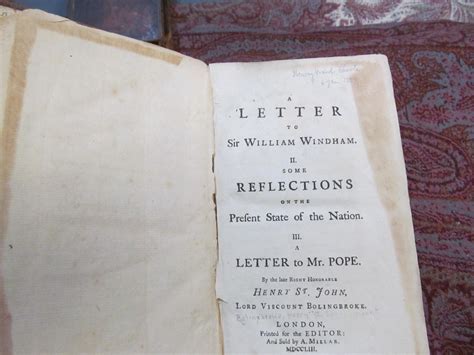 A
LETTER
TO
Sir WILLIAM WINDHAM.
II.
SOME
REFLECTIONS
ON THE
Present State of the Nation.
III.
A
LETTER to Mr. POPE.
By the late RIGHT HONORABLE
HENRY ST. JOHN,
LORD VISCOUNT BOLINGBROKE.
LONDON,
Printed for the EDITOR:
And Sold by A. MILLAR.
MDCCLIII.